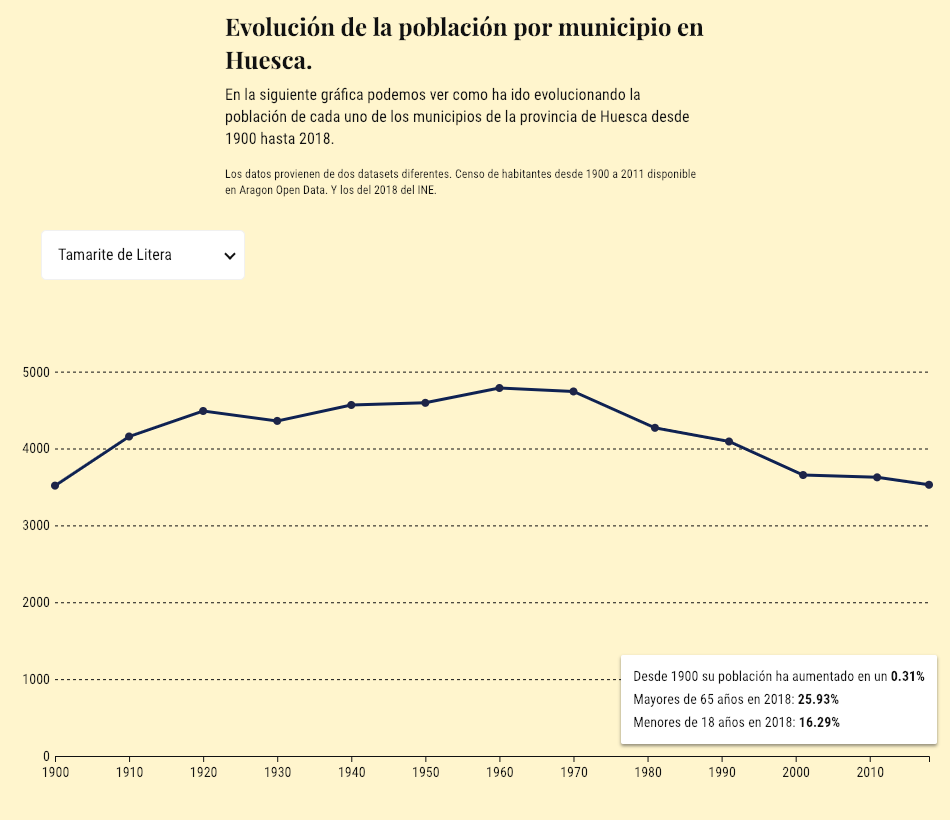 Evolución de la población por municipio en
Huesca.
En la siguiente gráfica podemos ver como ha ido evolucionando la
población de cada uno de los municipios de la provincia de Huesca desde
1900 hasta 2018.
Los datos provienen de dos datasets diferentes. Censo de habitantes desde 1900 a 2011 disponible
en Aragon Open Data. Y los del 2018 del INE.
Tamarite de Litera
5000
4000
3000
2000
1000
0
Desde 1900 su población ha aumentado en un 0.31%
Mayores de 65 años en 2018: 25.93%
Menores de 18 años en 2018: 16.29%
1900 1910 1920 1930 1940 1950 1960 1970 1980 1990 2000 2010